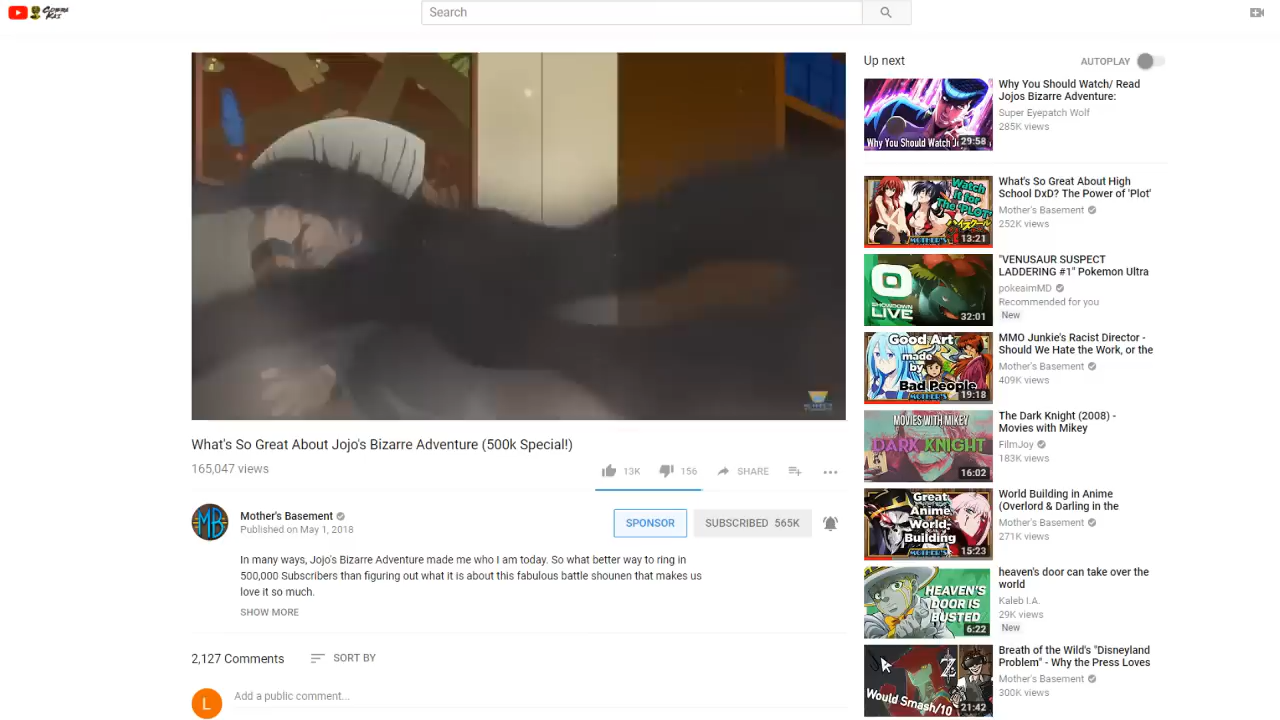 Search
What's So Great About Jojo's Bizarre Adventure (500k Special!)
165,047 views
13K
156
SHARE
Mother's Basement
Published on May 1, 2018
SPONSOR
SUBSCRIBED 565K
In many ways, Jojo's Bizarre Adventure made me who I am today. So what better way to ring in
500,000 Subscribers than figuring out what it is about this fabulous battle shounen that makes us
love it so much.
SHOW MORE
2,127 Comments
SORT BY
L
Add a public comment...
Up next
AUTOPLAY
Why You Should Watch J
29:58
Why You Should Watch/ Read
Jojos Bizarre Adventure:
Super Eyepatch Wolf
285K views
Watch
it for
The 'PLOT'
MOTHER'S
13:21
What's So Great About High
School DxD? The Power of 'Plot'
Mother's Basement
252K views
SHOWDOWN
LIVE
32:01
"VENUSAUR SUSPECT
LADDERING #1" Pokemon Ultra
pokeaimMD
Recommended for you
New
Good Art
made
by
Bad People
MOTHER'S
19:18
MMO Junkie's Racist Director -
Should We Hate the Work, or the
Mother's Basement
409K views
MOVIES WITH MIKEY
DARK KNIGHT
16:02
The Dark Knight (2008) -
Movies with Mikey
FilmJoy
183K views
Great
Anime
World-
Building
MOTHER'S
15:23
World Building in Anime
(Overlord & Darling in the
Mother's Basement
271K views
HEAVEN'S
DOOR IS
BUSTED
6:22
heaven's door can take over the
world
Kaleb I.A.
29K views
New
Would Smash/10
21:42
Breath of the Wild's "Disneyland
Problem" - Why the Press Loves
Mother's Basement
300K views